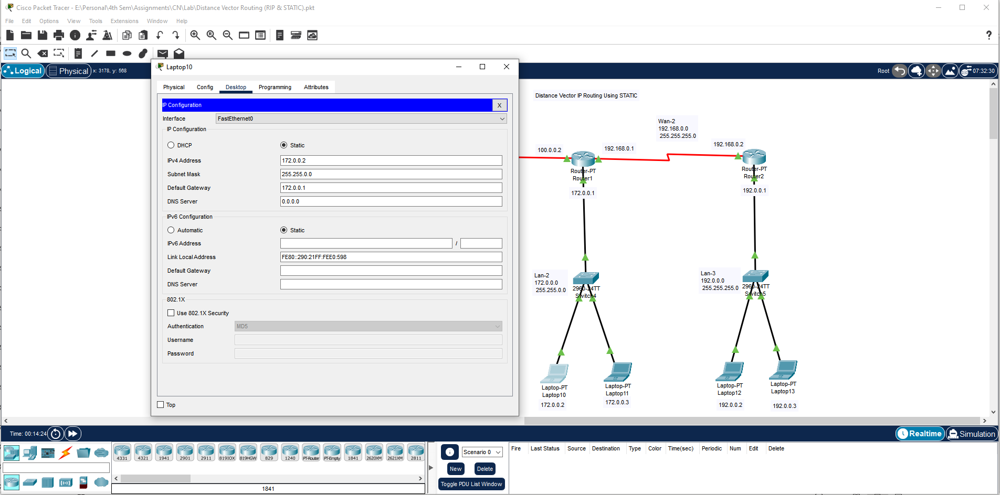 Cisco Packet Tracer - E:\Personal\4th Sem\Assignments\CN\Lab\Distance Vector Routing (RIP & STATIC).pkt
File Edit Options View Tools Extensions Window Help
Logical Physical x: 3178, y: 568
Root 07:32:30
Laptop10
Physical Config Desktop Programming Attributes
IP Configuration X
Interface FastEthernet0
IP Configuration
DHCP Static
IPv4 Address 172.0.0.2
Subnet Mask 255.255.0.0
Default Gateway 172.0.0.1
DNS Server 0.0.0.0
IPv6 Configuration
Automatic Static
IPv6 Address /
Link Local Address FE80::290:21FF:FEE0:598
Default Gateway
DNS Server
802.1X
Use 802.1X Security
Authentication MD5
Username
Password
Top
Distance Vector IP Routing Using STATIC
Wan-2
192.168.0.0
255.255.255.0
100.0.0.2
192.168.0.1
192.168.0.2
Router-PT
Router1
172.0.0.1
Router-PT
Router2
192.0.0.1
Lan-2
172.0.0.0
255.255.0.0
2960-24TT
Switch4
Lan-3
192.0.0.0
255.255.255.0
2960-24TT
Switch5
Laptop-PT
Laptop10
172.0.0.2
Laptop-PT
Laptop11
172.0.0.3
Laptop-PT
Laptop12
192.0.0.2
Laptop-PT
Laptop13
192.0.0.3
Time: 00:14:24
Realtime Simulation
4331 4321 1941 2901 2911 819IOX 819HGW 829 1240 PT-Router PT-Empty 1841 2620XM 2621XM 2811
1841
Scenario 0
New Delete
Toggle PDU List Window
Fire Last Status Source Destination Type Color Time(sec) Periodic Num Edit Delete